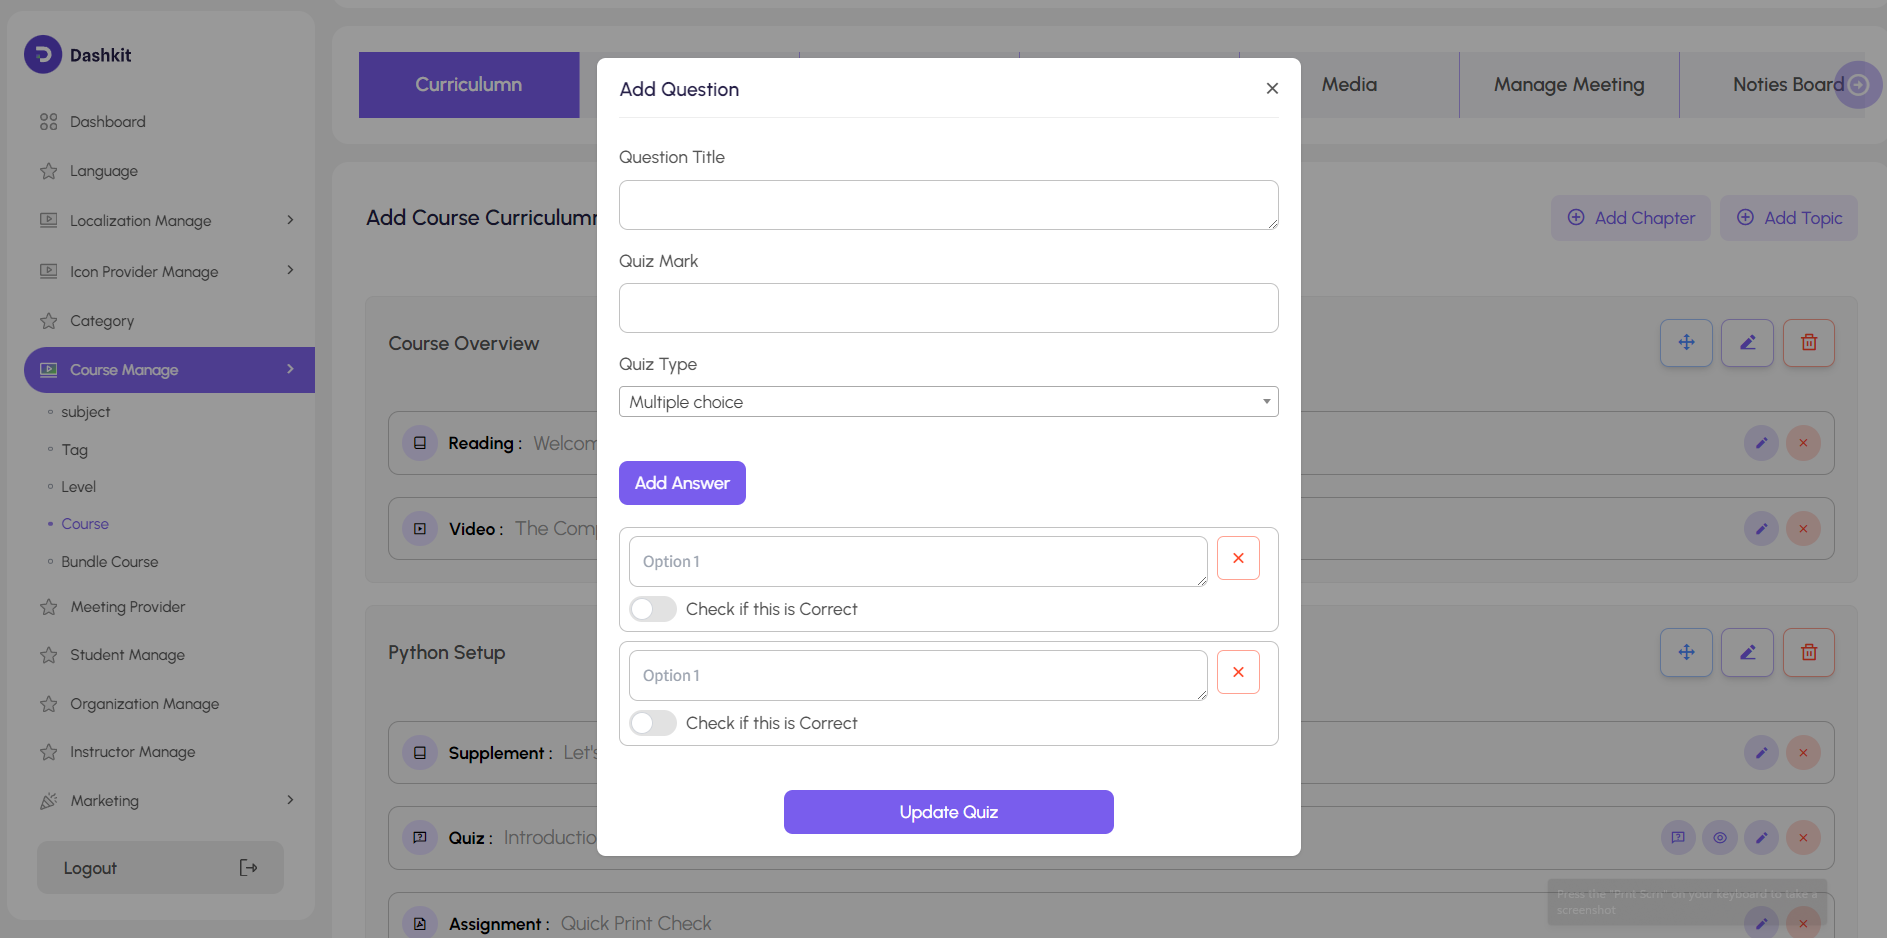 Dashkit
Dashboard
Language
Localization Manage
Icon Provider Manage
Category
Course Manage
subject
Tag
Level
Course
Bundle Course
Meeting Provider
Student Manage
Organization Manage
Instructor Manage
Marketing
Logout
Curriculumn
Media
Manage Meeting
Noties Board
Add Course Curriculumn
Add Chapter
Add Topic
Course Overview
Reading : Welcom
Video : The Com
Python Setup
Supplement : Let's
Quiz : Introductio
Assignment : Quick Print Check
Add Question
Question Title
Quiz Mark
Quiz Type
Multiple choice
Add Answer
Option 1
Check if this is Correct
Option 1
Check if this is Correct
Update Quiz
Press the "Prnt Scrn" on your keyboard to take a
screenshot